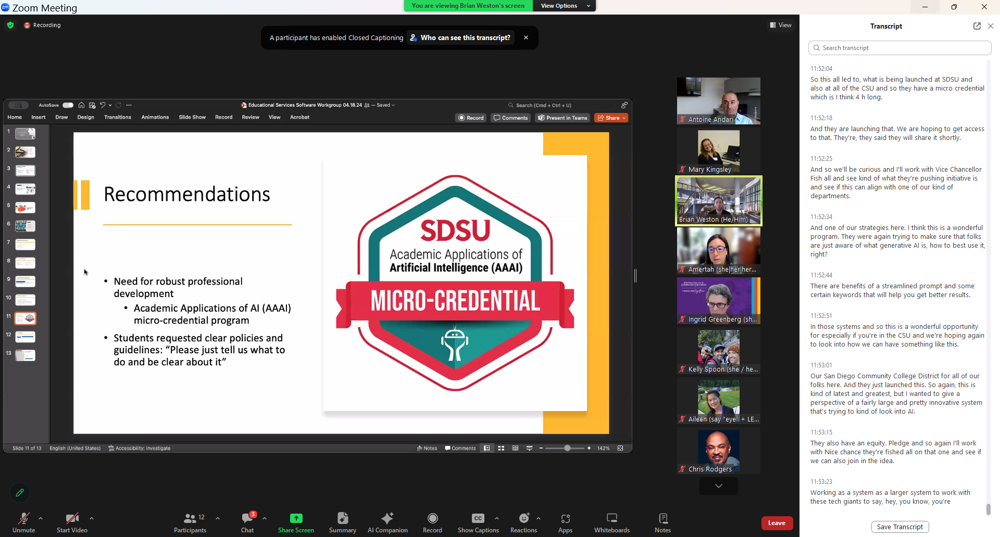 Zoom Meeting
You are viewing Brian Weston's screen
View Options
Recording
A participant has enabled Closed Captioning
Who can see this transcript?
View
AutoSave
Educational Services Software Workgroup 04.18.24
— Saved
Search (Cmd + Ctrl + U)
Home Insert Draw Design Transitions Animations Slide Show Record Review View Acrobat
Record
Comments
Present in Teams
Share
1
2
3
4
5
6
7
8
9
10
11
12
13
Recommendations
• Need for robust professional
development
• Academic Applications of AI (AAAI)
micro-credential program
• Students requested clear policies and
guidelines: “Please just tell us what to
do and be clear about it”
SDSU
Academic Applications of
Artificial Intelligence (AAAI)
MICRO-CREDENTIAL
Slide 11 of 13
English (United States)
Accessibility: Investigate
Notes
Comments
142%
Antoine Andari
Mary Kingsley
Brian Weston (He/Him)
Amertah (she|her|her...
SAN DIEGO COLLEGE OF
CONTINUING EDUCATION
Ingrid Greenberg (sh...
Kelly Spoon (she / he...
Aileen (say "eye" + LE...
Chris Rodgers
Unmute
Start Video
12
Participants
3
Chat
Share Screen
Summary
AI Companion
Record
CC
Show Captions
Reactions
Apps
Whiteboards
Notes
Leave
Transcript
Search transcript
11:52:04
So this all led to, what is being launched at SDSU and
also at all of the CSU and so they have a micro credential
which is I think 4 h long.
11:52:18
And they are launching that. We are hoping to get access
to that. They're, they said they will share it shortly.
11:52:25
And so we'll be curious and I'll work with Vice Chancellor
Fish all and see kind of what they're pushing initiative is
and see if this can align with one of our kind of
departments.
11:52:34
And one of our strategies here. I think this is a wonderful
program. They were again trying to make sure that folks
are just aware of what generative AI is, how to best use it,
right?
11:52:44
There are benefits of a streamlined prompt and some
certain keywords that will help you get better results.
11:52:51
In those systems and so this is a wonderful opportunity
for especially if you're in the CSU and we're hoping again
to look into how we can have something like this.
11:53:01
Our San Diego Community College District for all of our
folks here. And they just launched this. So again, this is
kind of latest and greatest, but I wanted to give a
perspective of a fairly large and pretty innovative system
that's trying to kind of look into AI.
11:53:15
They also have an equity. Pledge and so again I'll work
with Nice chance they're fished all on that one and see if
we can also join in the idea.
11:53:23
Working as a system as a larger system to work with
these tech giants to say, hey, you know, you're
Save Transcript